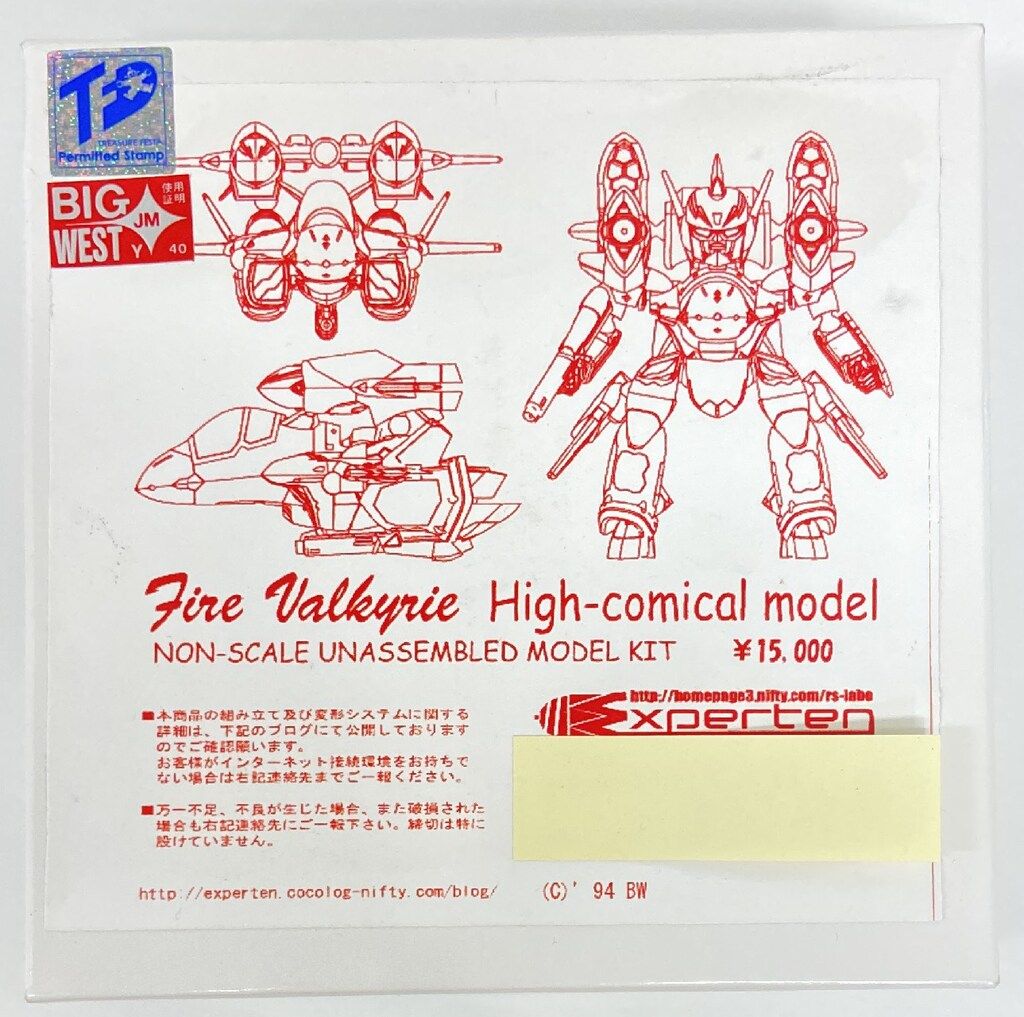 TREASURE FESTA
Permitted Stamp
BIG WEST
JM
使用
証明
Y 40
Fire Valkyrie High-comical model
NON-SCALE UNASSEMBLED MODEL KIT ¥15,000
http://homepage3.nifty.com/rs-labo
Experten
■本商品の組み立て及び変形システムに関する
詳細は、下記のブログにて公開しております
のでご確認願います。
お客様がインターネット接続環境をお持ちで
ない場合は右記連絡先までご一報ください。
■万一不足、不良が生じた場合、また破損された
場合も右記連絡先にご一報下さい。締切は特に
設けていません。
http://experten.cocolog-nifty.com/blog/ (C)' 94 BW